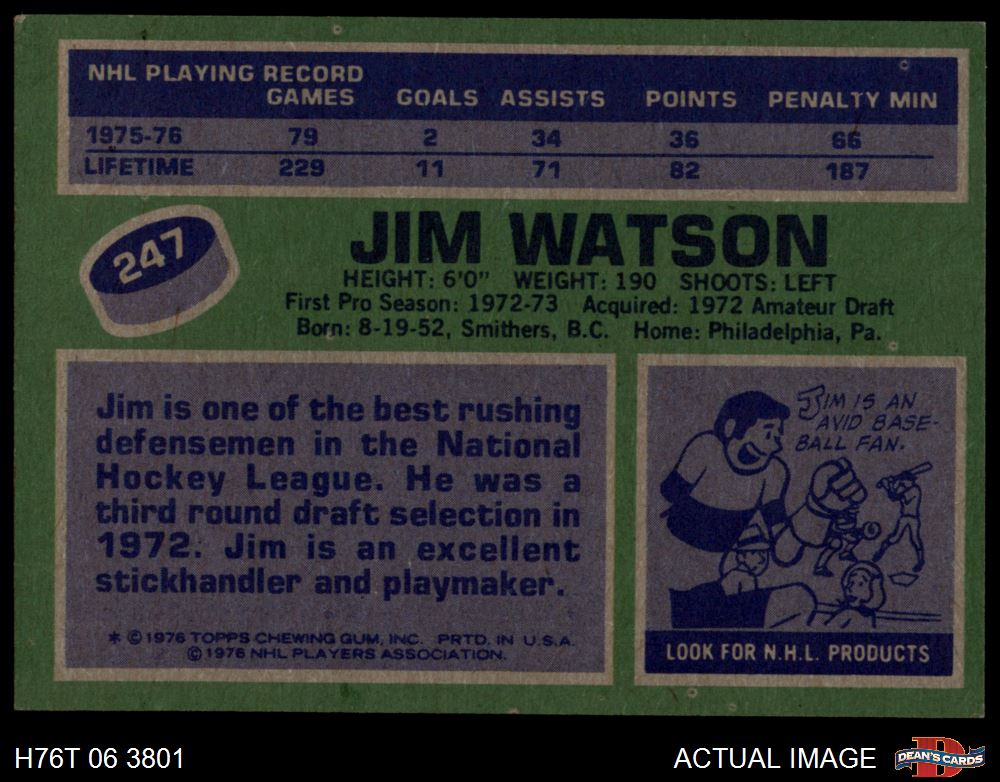 NHL PLAYING RECORD
GAMES GOALS ASSISTS POINTS PENALTY MIN
1975-76 79 2 34 36 66
LIFETIME 229 11 71 82 187
247
JIM WATSON
HEIGHT: 6'0" WEIGHT: 190 SHOOTS: LEFT
First Pro Season: 1972-73 Acquired: 1972 Amateur Draft
Born: 8-19-52, Smithers, B.C. Home: Philadelphia, Pa.
Jim is one of the best rushing
defensemen in the National
Hockey League. He was a
third round draft selection in
1972. Jim is an excellent
stickhandler and playmaker.
* © 1976 TOPPS CHEWING GUM, INC. PRTD. IN U.S.A.
© 1976 NHL PLAYERS ASSOCIATION.
JIM IS AN
AVID BASE-
BALL FAN.
LOOK FOR N.H.L. PRODUCTS
H76T 06 3801
ACTUAL IMAGE
D
DEAN'S CARDS